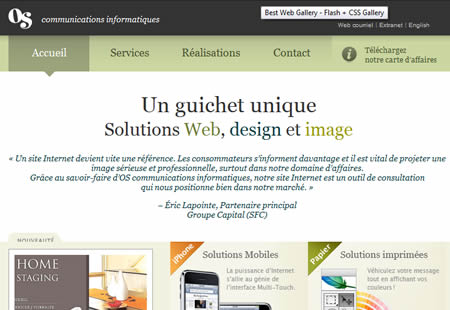 OS communications informatiques
Best Web Gallery - Flash + CSS Gallery
Web courriel | Extranet | English
Accueil Services Réalisations Contact
Téléchargez
notre carte d'affaires
Un guichet unique
Solutions Web, design et image
« Un site Internet devient vite une référence. Les consommateurs s'informent davantage et il est vital de projeter une
image sérieuse et professionnelle, surtout dans notre domaine d'affaires.
Grâce au savoir-faire d'OS communications informatiques, notre site Internet est un outil de consultation
qui nous positionne bien dans notre marché. »
– Éric Lapointe, Partenaire principal
Groupe Capital (SFC)
NOUVEAUTÉ
HOME
STAGING
iPhone
Solutions Mobiles
La puissance d'Internet
s'allie au génie de
l'interface Multi-Touch.
Papier
Solutions imprimées
Véhiculez votre message
tout en affichant vos
couleurs !